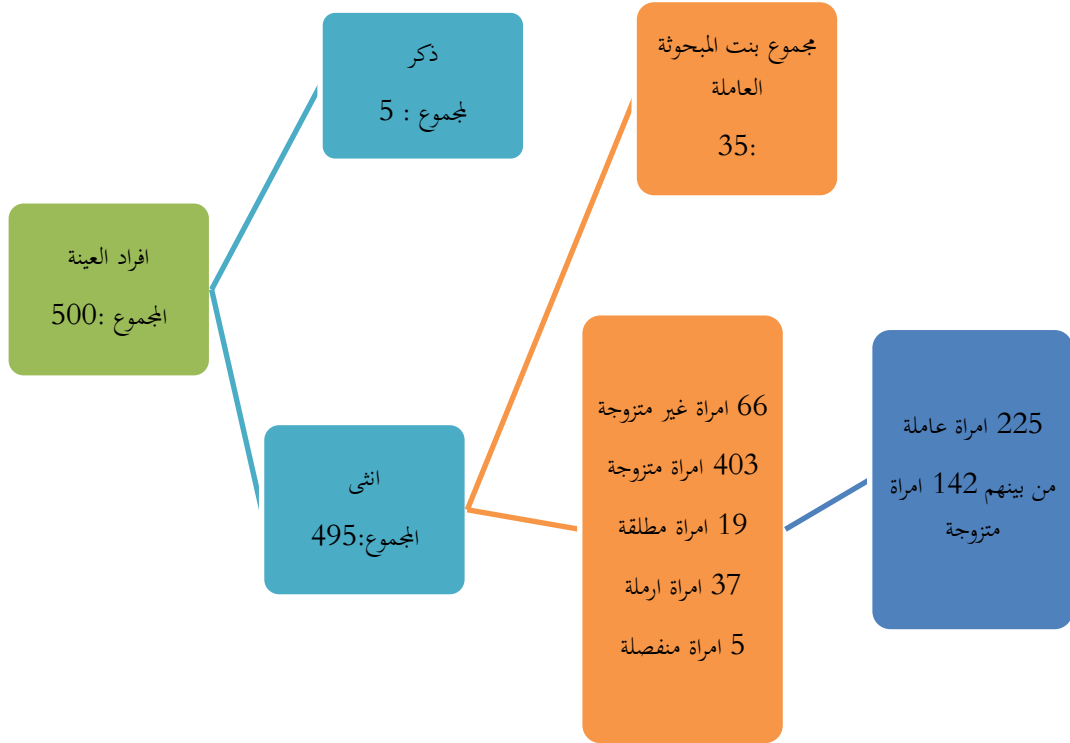 افراد العينة
المجموع :500
ذكر
لمجموع : 5
انثى
المجموع:495
مجموع بنت المبحوثة
العاملة
:35
66 امراة غير متزوجة
403 امراة متزوجة
19 امراة مطلقة
37 امراة ارملة
5 امراة منفصلة
225 امراة عاملة
من بينهم 142 امراة
متزوجة